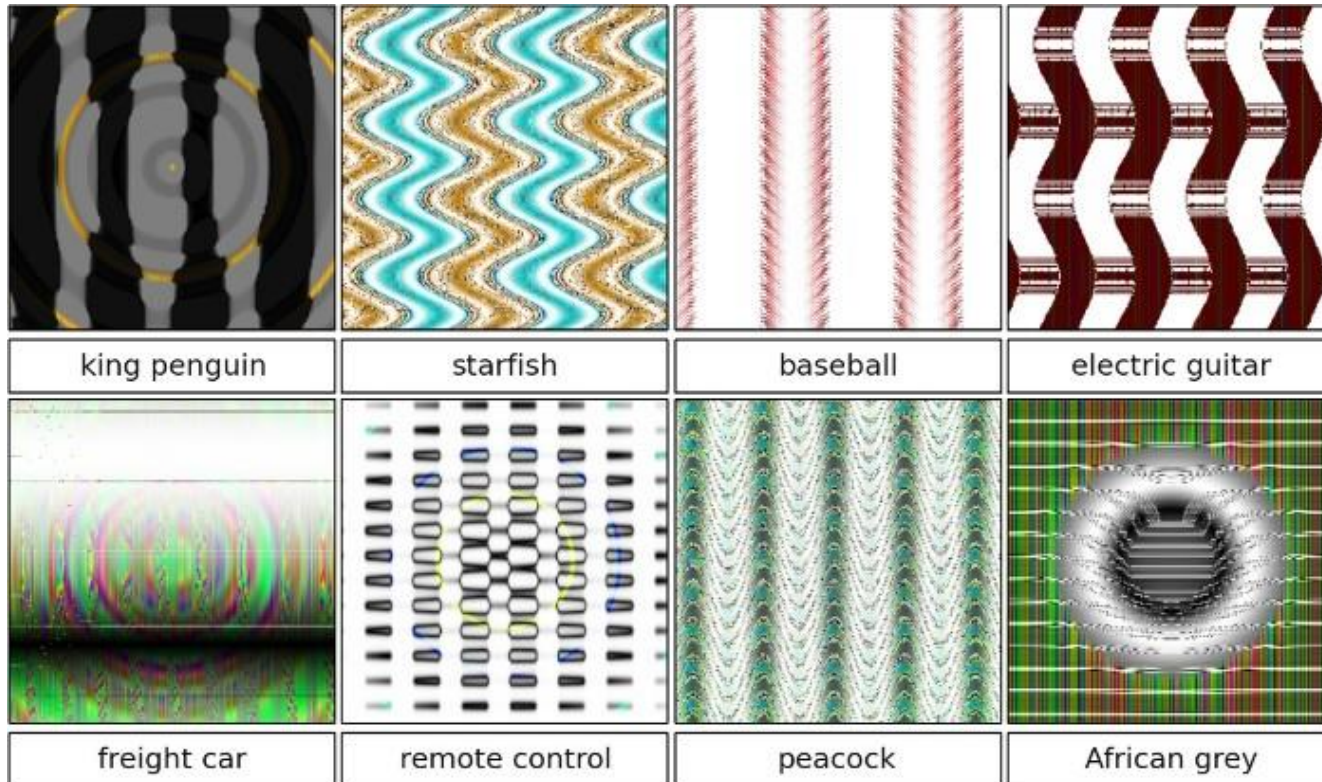 king penguin
starfish
baseball
electric guitar
freight car
remote control
peacock
African grey